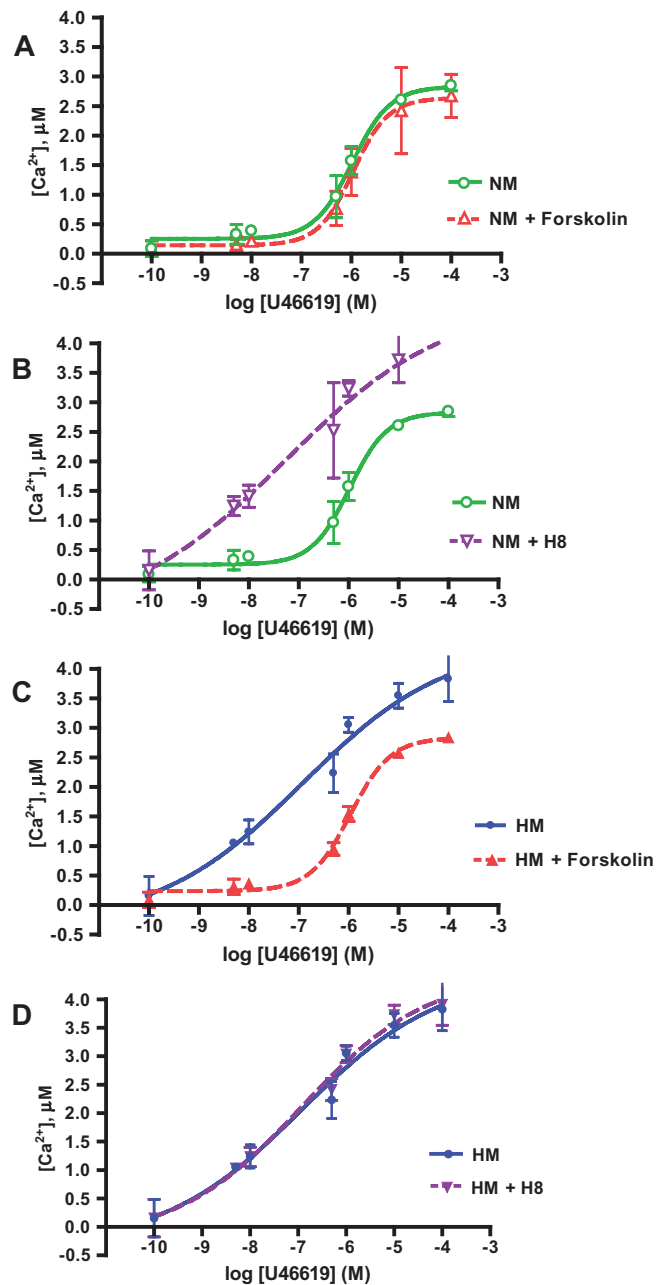 A
4.0
3.5
3.0
2.5
2.0
1.5
1.0
0.5
0.0
-0.5
[Ca²⁺], µM
NM
NM + Forskolin
-10 -9 -8 -7 -6 -5 -4 -3
log [U46619] (M)
B
4.0
3.5
3.0
2.5
2.0
1.5
1.0
0.5
0.0
-0.5
[Ca²⁺], µM
NM
NM + H8
-10 -9 -8 -7 -6 -5 -4 -3
log [U46619] (M)
C
4.0
3.5
3.0
2.5
2.0
1.5
1.0
0.5
0.0
-0.5
[Ca²⁺], µM
HM
HM + Forskolin
-10 -9 -8 -7 -6 -5 -4 -3
log [U46619] (M)
D
4.0
3.5
3.0
2.5
2.0
1.5
1.0
0.5
0.0
-0.5
[Ca²⁺], µM
HM
HM + H8
-10 -9 -8 -7 -6 -5 -4 -3
log [U46619] (M)